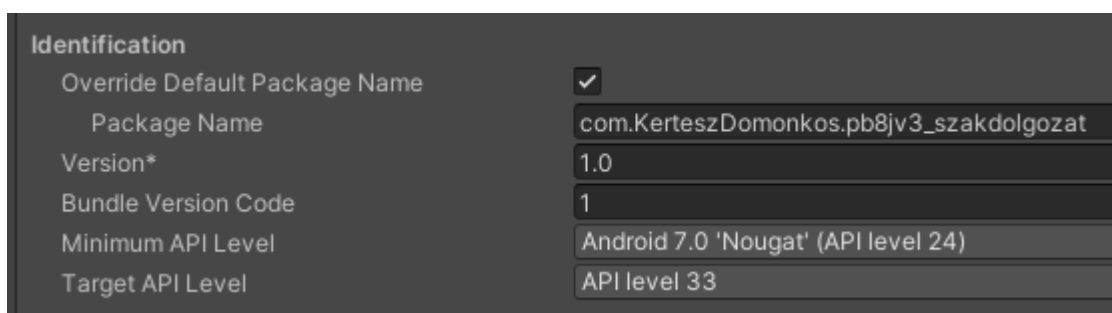 Identification
Override Default Package Name
Package Name com.KerteszDomonkos.pb8jv3_szakdolgozat
Version* 1.0
Bundle Version Code 1
Minimum API Level Android 7.0 'Nougat' (API level 24)
Target API Level API level 33